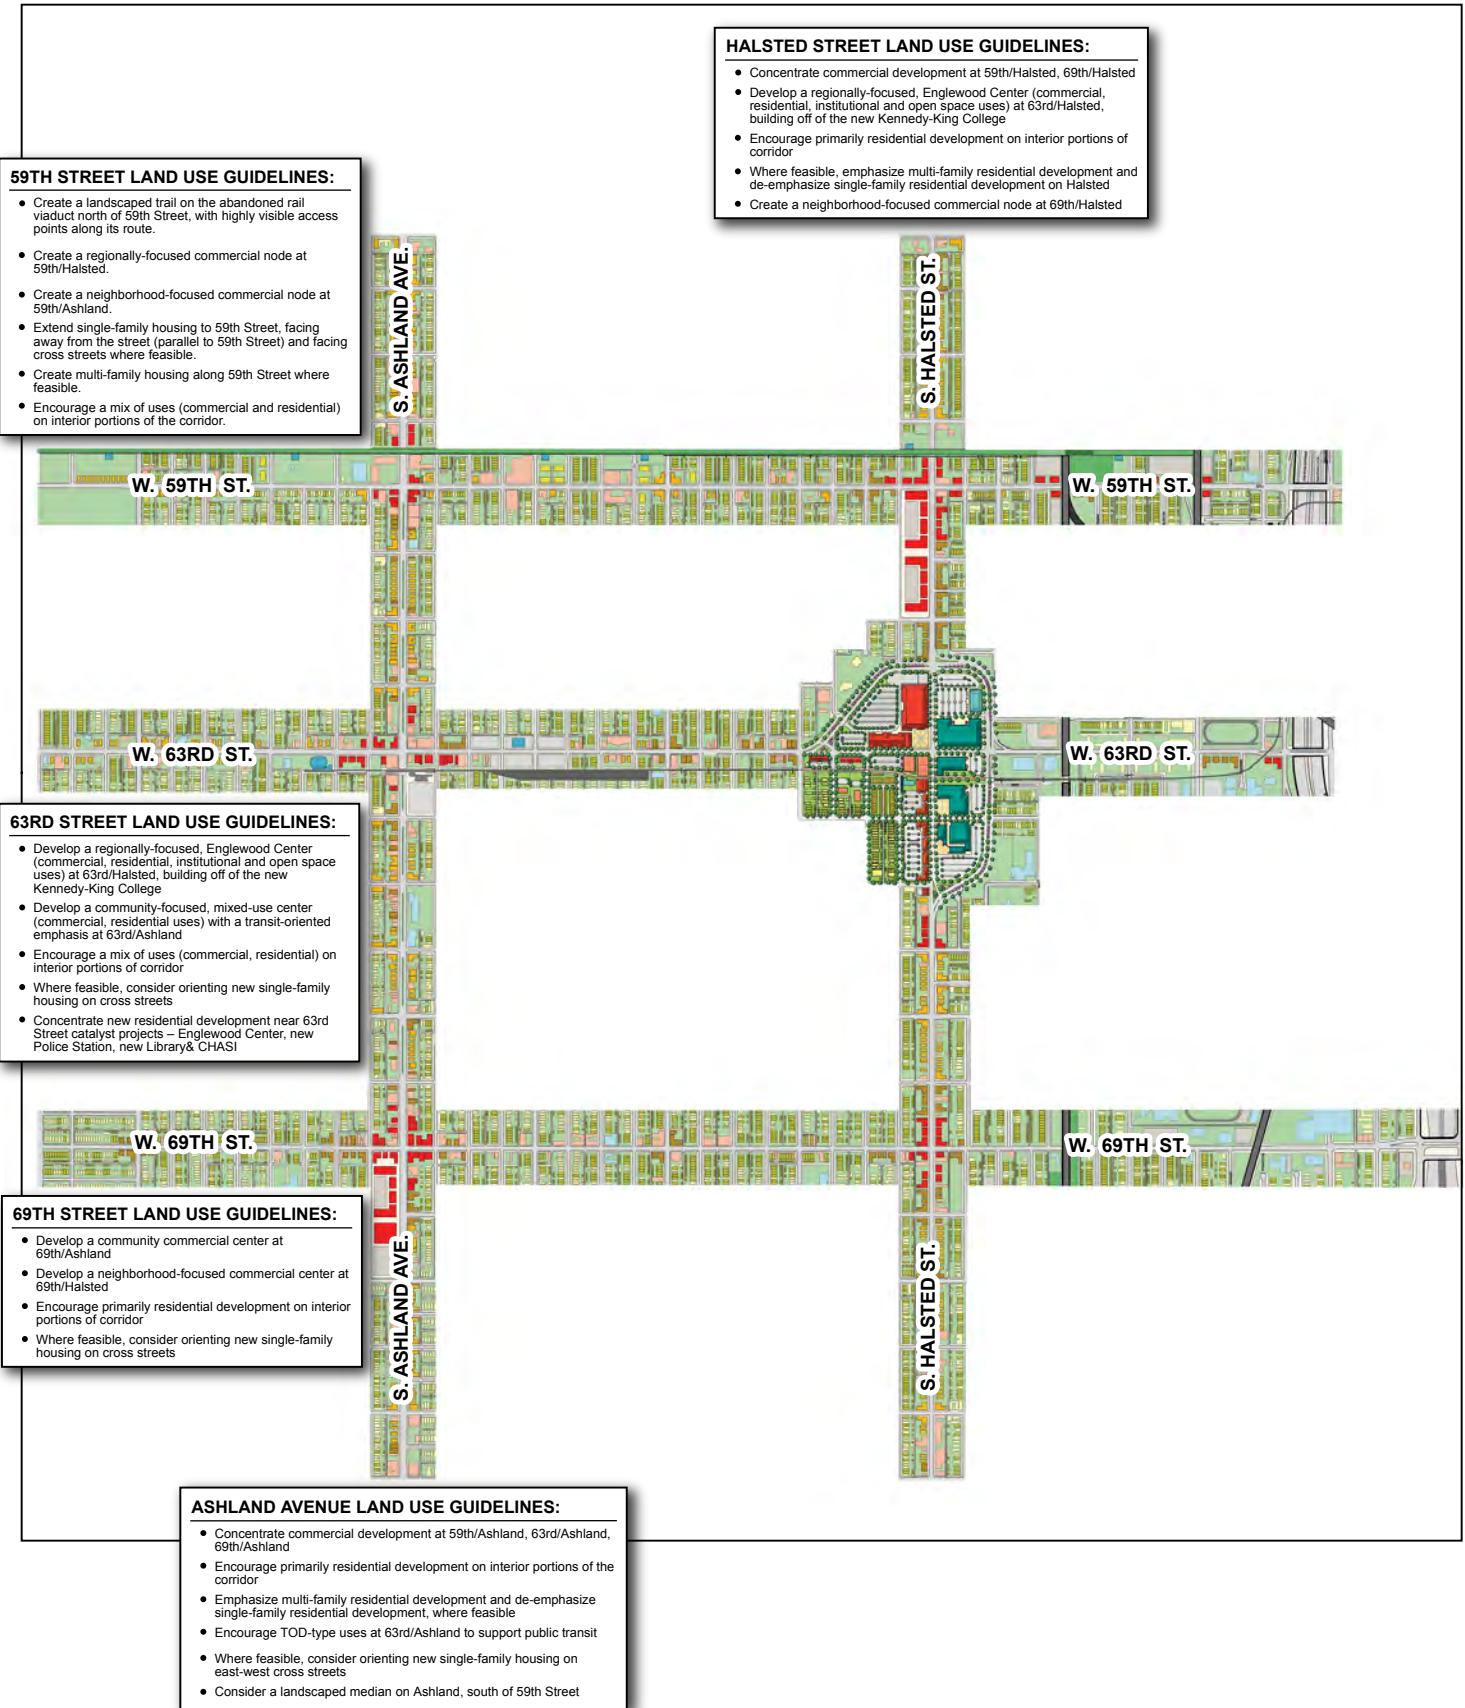 HALSTED STREET LAND USE GUIDELINES:
• Concentrate commercial development at 59th/Halsted, 69th/Halsted
• Develop a regionally-focused, Englewood Center (commercial,
residential, institutional and open space uses) at 63rd/Halsted,
building off of the new Kennedy-King College
• Encourage primarily residential development on interior portions of
corridor
• Where feasible, emphasize multi-family residential development and
de-emphasize single-family residential development on Halsted
• Create a neighborhood-focused commercial node at 69th/Halsted
59TH STREET LAND USE GUIDELINES:
• Create a landscaped trail on the abandoned rail
viaduct north of 59th Street, with highly visible access
points along its route.
• Create a regionally-focused commercial node at
59th/Halsted.
• Create a neighborhood-focused commercial node at
59th/Ashland.
• Extend single-family housing to 59th Street, facing
away from the street (parallel to 59th Street) and facing
cross streets where feasible.
• Create multi-family housing along 59th Street where
feasible.
• Encourage a mix of uses (commercial and residential)
on interior portions of the corridor.
S. ASHLAND AVE.
S. HALSTED ST.
W. 59TH ST.
W. 59TH ST.
W. 63RD ST.
W. 63RD ST.
63RD STREET LAND USE GUIDELINES:
• Develop a regionally-focused, Englewood Center
(commercial, residential, institutional and open space
uses) at 63rd/Halsted, building off of the new
Kennedy-King College
• Develop a community-focused, mixed-use center
(commercial, residential uses) with a transit-oriented
emphasis at 63rd/Ashland
• Encourage a mix of uses (commercial, residential) on
interior portions of corridor
• Where feasible, consider orienting new single-family
housing on cross streets
• Concentrate new residential development near 63rd
Street catalyst projects – Englewood Center, new
Police Station, new Library& CHASI
W. 69TH ST.
W. 69TH ST.
69TH STREET LAND USE GUIDELINES:
• Develop a community commercial center at
69th/Ashland
• Develop a neighborhood-focused commercial center at
69th/Halsted
• Encourage primarily residential development on interior
portions of corridor
• Where feasible, consider orienting new single-family
housing on cross streets
S. ASHLAND AVE.
S. HALSTED ST.
ASHLAND AVENUE LAND USE GUIDELINES:
• Concentrate commercial development at 59th/Ashland, 63rd/Ashland,
69th/Ashland
• Encourage primarily residential development on interior portions of the
corridor
• Emphasize multi-family residential development and de-emphasize
single-family residential development, where feasible
• Encourage TOD-type uses at 63rd/Ashland to support public transit
• Where feasible, consider orienting new single-family housing on
east-west cross streets
• Consider a landscaped median on Ashland, south of 59th Street